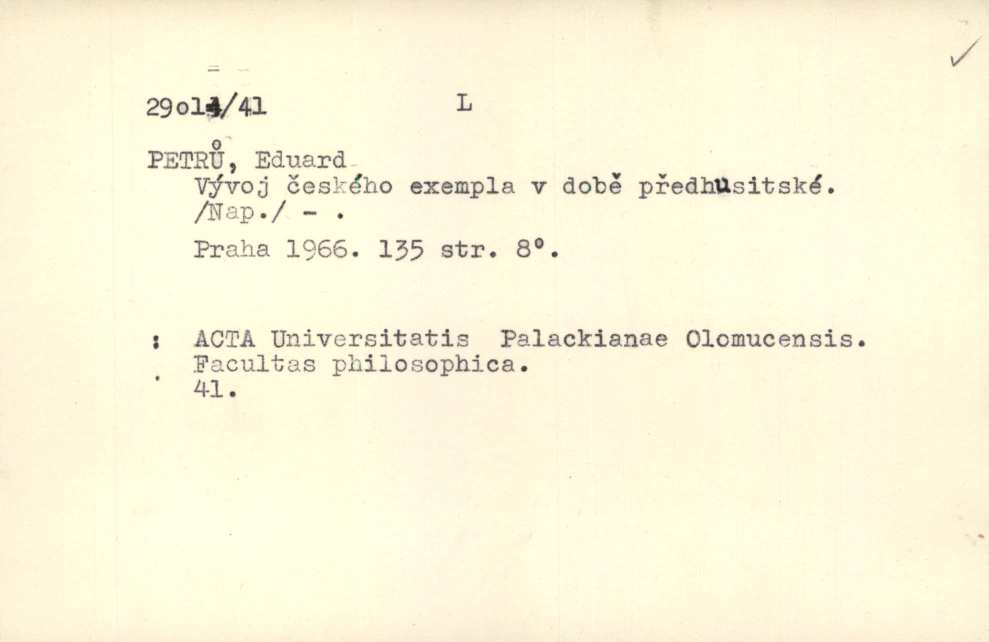 29o14/41 L
PETRŮ, Eduard
Vývoj českého exempla v době předhusitské.
/Nap./ - .
Praha 1966. 135 str. 8°.
: ACTA Universitatis Palackianae Olomucensis.
Facultas philosophica.
41.